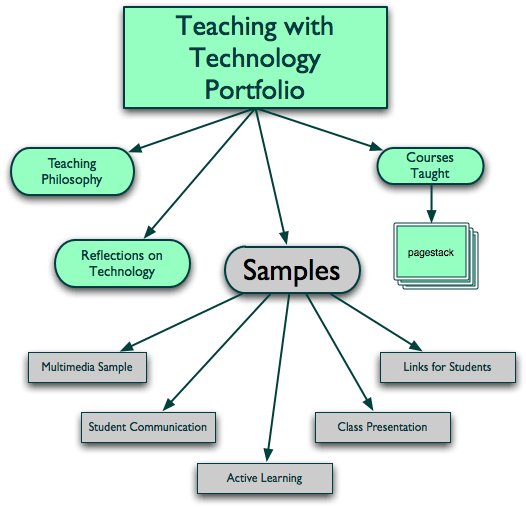 Teaching with
Technology
Portfolio
Teaching
Philosophy
Courses
Taught
Reflections on
Technology
pagestack
Samples
Multimedia Sample
Links for Students
Student Communication
Class Presentation
Active Learning